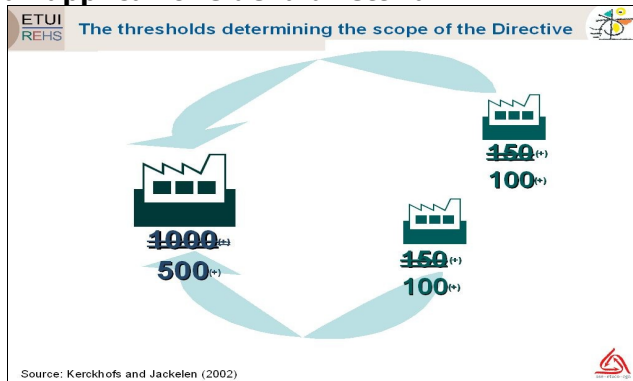 ETUI
REHS
The thresholds determining the scope of the Directive
150(+)
100(+)
1000(+)
500(+)
150(+)
100(+)
Source: Kerckhofs and Jackelen (2002)